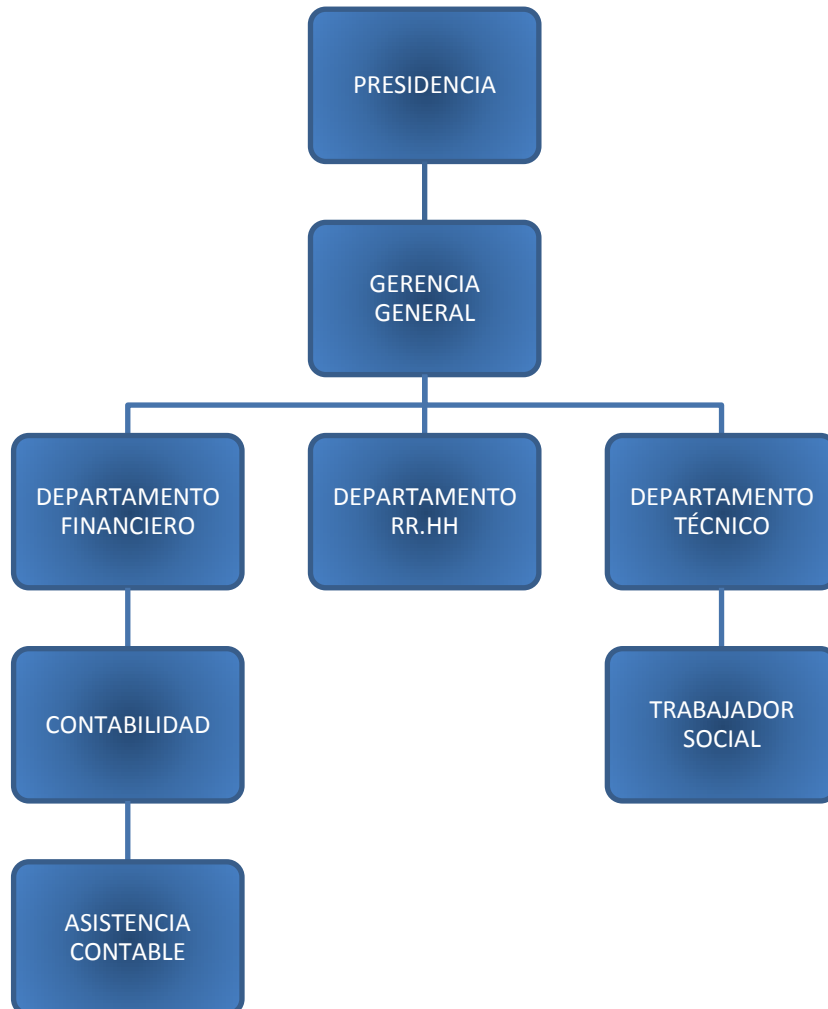 PRESIDENCIA
GERENCIA
GENERAL
DEPARTAMENTO
FINANCIERO
DEPARTAMENTO
RR.HH
DEPARTAMENTO
TÉCNICO
CONTABILIDAD
TRABAJADOR
SOCIAL
ASISTENCIA
CONTABLE